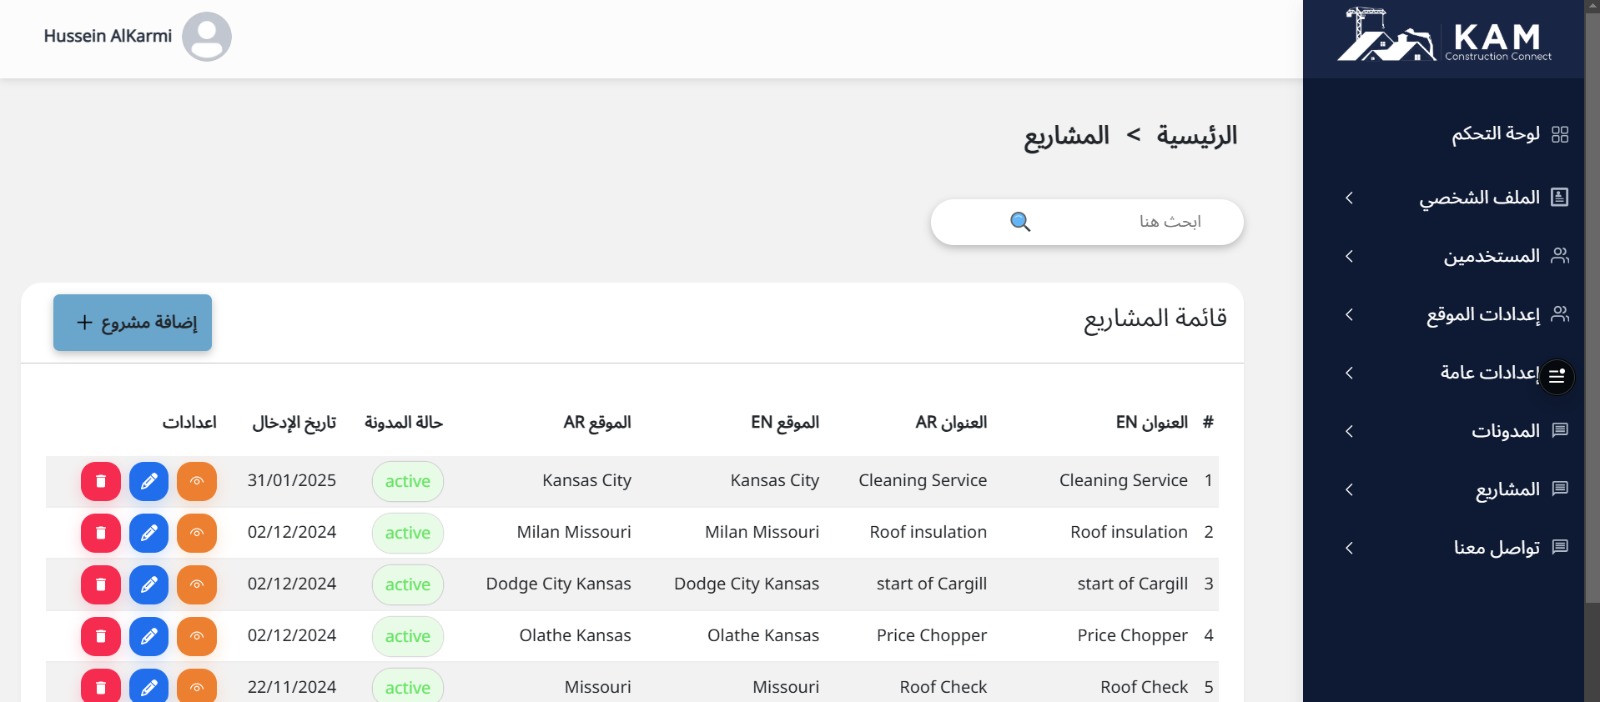 KAM
Construction Connect
Hussein AlKarmi
لوحة التحكم
الملف الشخصي
المستخدمين
إعدادات الموقع
إعدادات عامة
المدونات
المشاريع
تواصل معنا
الرئيسية > المشاريع
ابحث هنا
قائمة المشاريع
إضافة مشروع +
# العنوان EN العنوان AR الموقع EN الموقع AR حالة المدونة تاريخ الإدخال اعدادات
1 Cleaning Service Cleaning Service Kansas City Kansas City active 31/01/2025
2 Roof insulation Roof insulation Milan Missouri Milan Missouri active 02/12/2024
3 start of Cargill start of Cargill Dodge City Kansas Dodge City Kansas active 02/12/2024
4 Price Chopper Price Chopper Olathe Kansas Olathe Kansas active 02/12/2024
5 Roof Check Roof Check Missouri Missouri active 22/11/2024